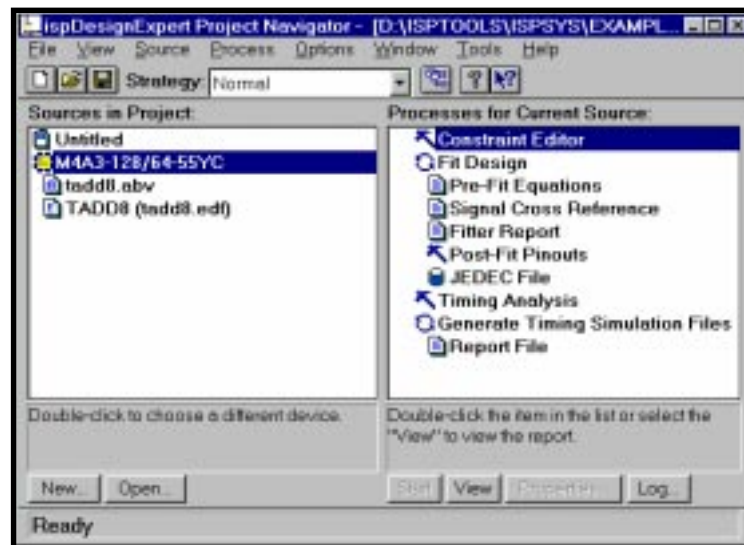 ispDesignExpert Project Navigator - [D:\ISPTOOLS\ISPSYS\EXAMPL...
File View Source Process Options Window Tools Help
Strategy: Normal
Sources in Project:
Untitled
M4A3-128/64-55YC
tadd8.abv
TADD8 (tadd8.edf)
Double-click to choose a different device.
New... Open...
Processes for Current Source:
Constraint Editor
Fit Design
Pre-Fit Equations
Signal Cross Reference
Fitter Report
Post-Fit Pinouts
JEDEC File
Timing Analysis
Generate Timing Simulation Files
Report File
Double-click the item in the list or select the
"View" to view the report.
Start View Properties... Log...
Ready